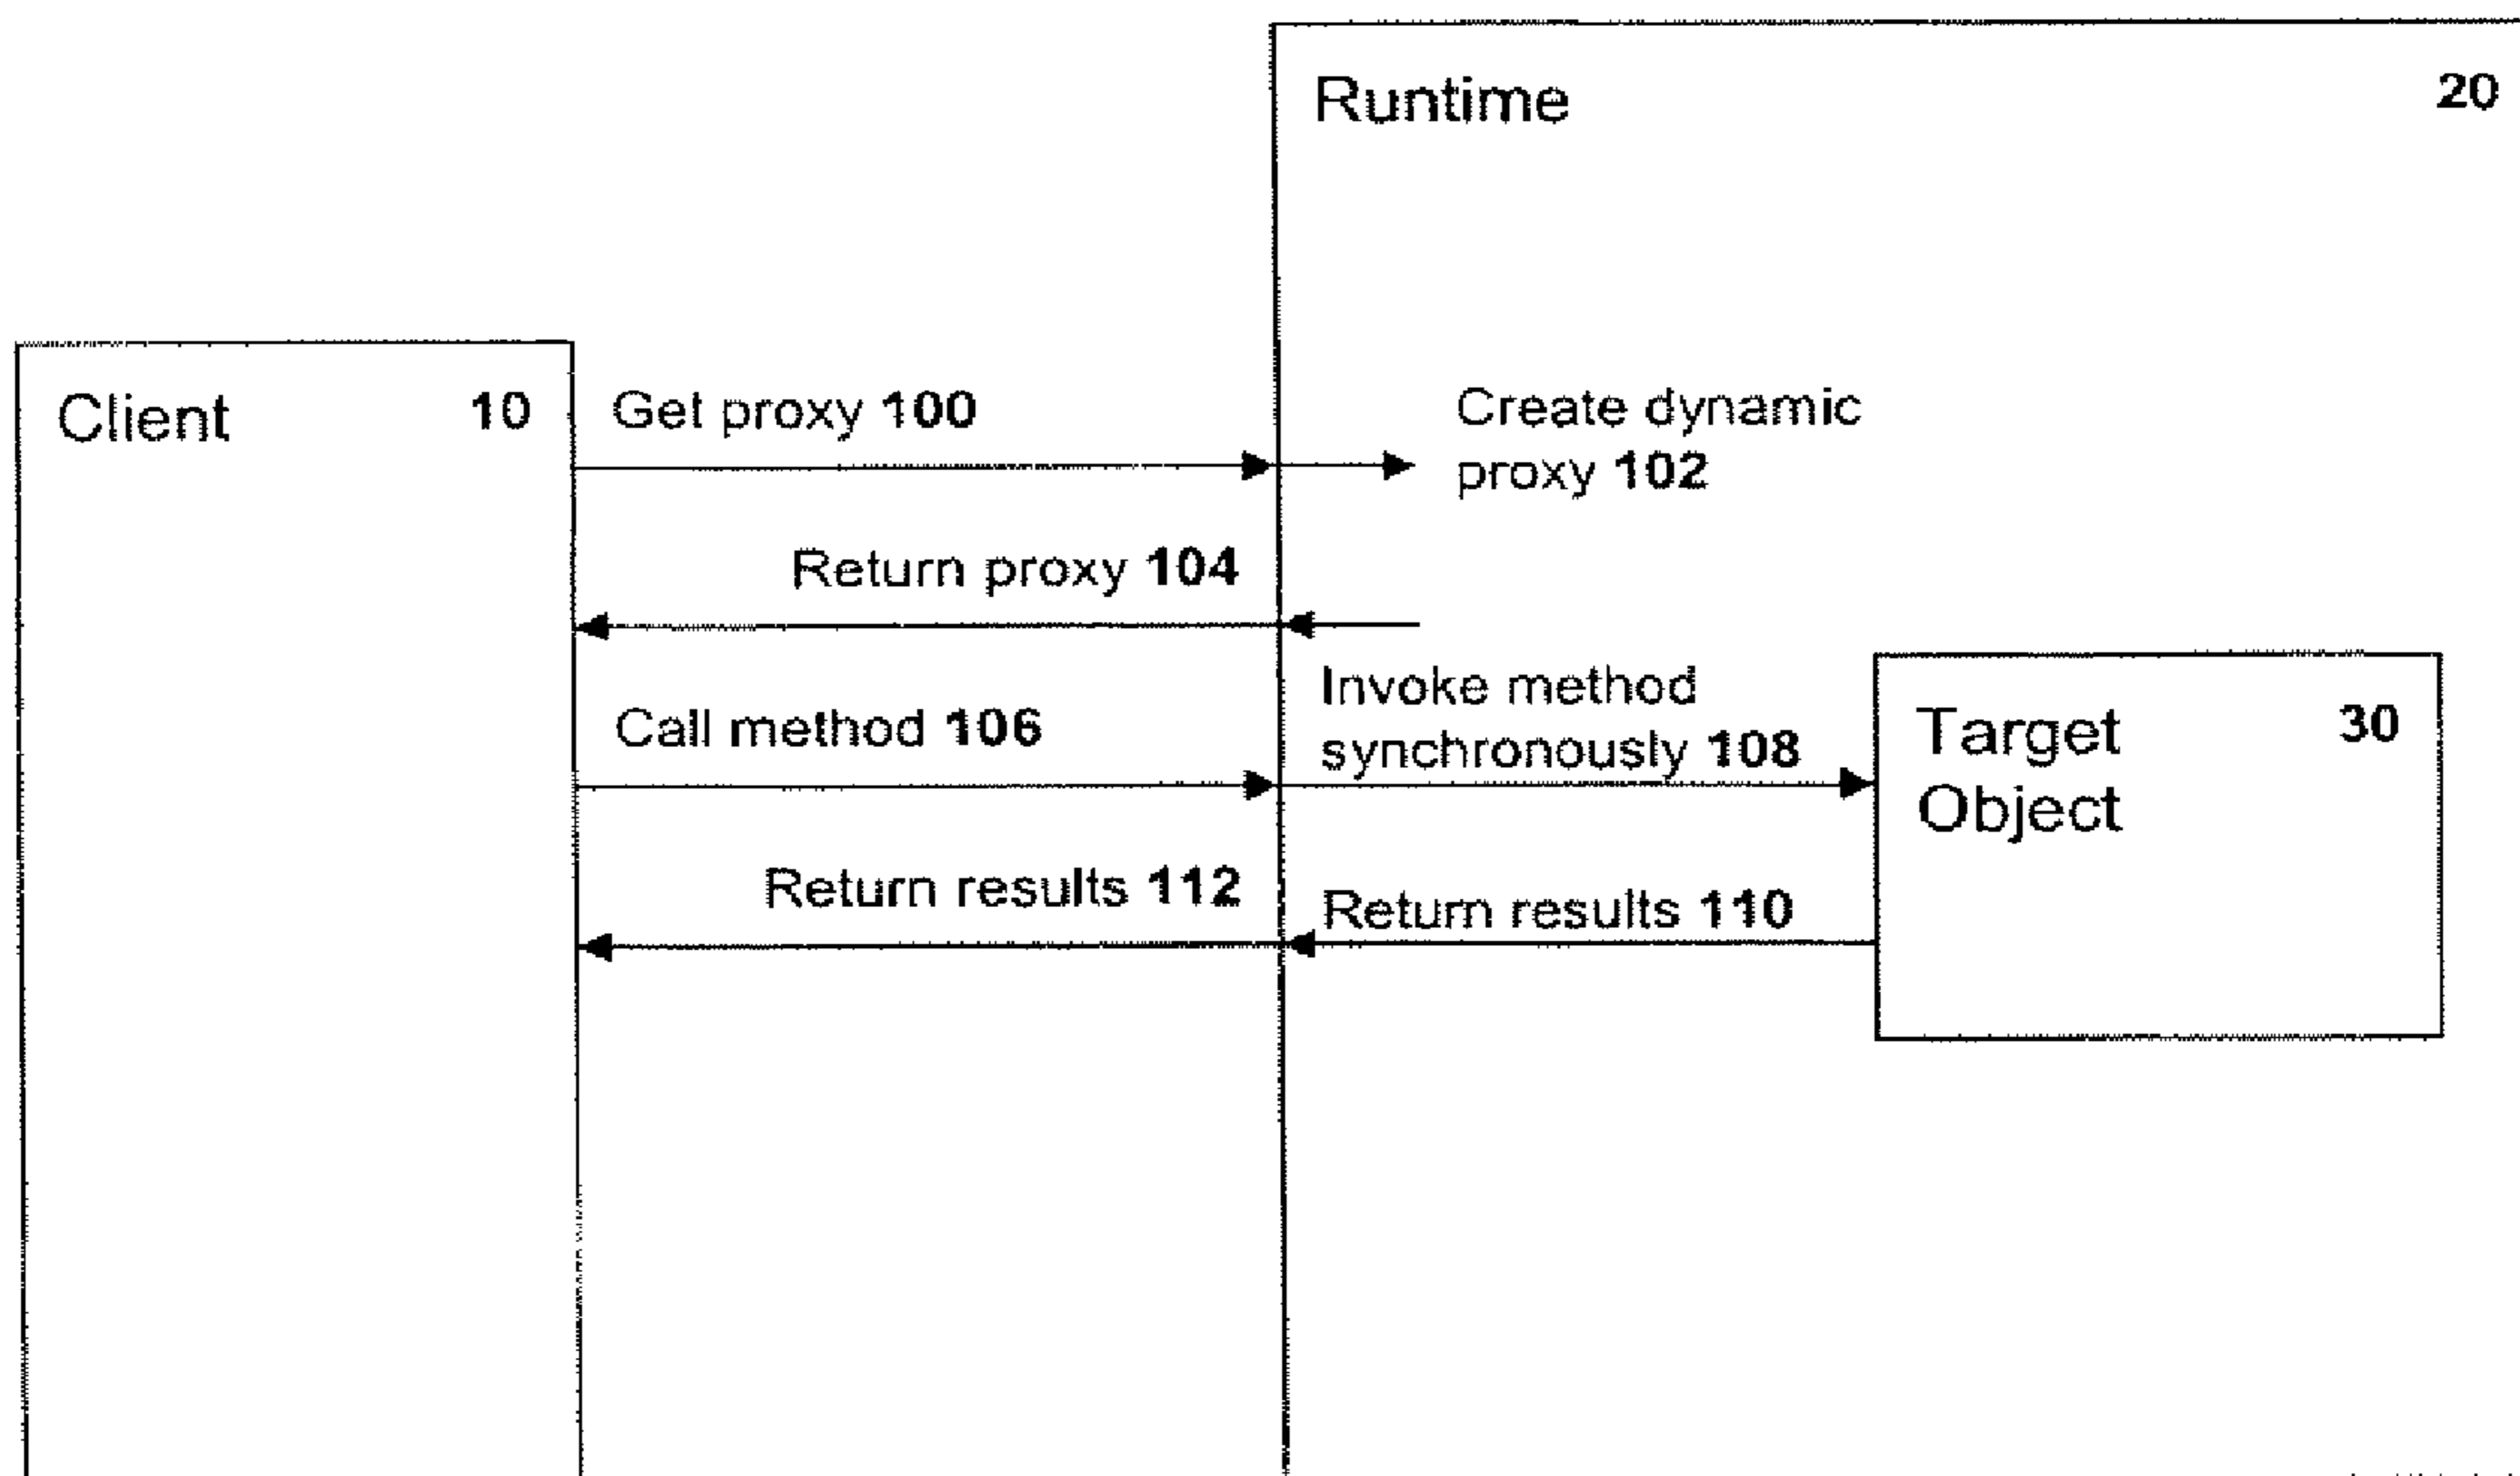 Runtime 20
Client 10
Get proxy 100
Create dynamic
proxy 102
Return proxy 104
Call method 106
Invoke method
synchronously 108
Target 30
Object
Return results 112
Return results 110